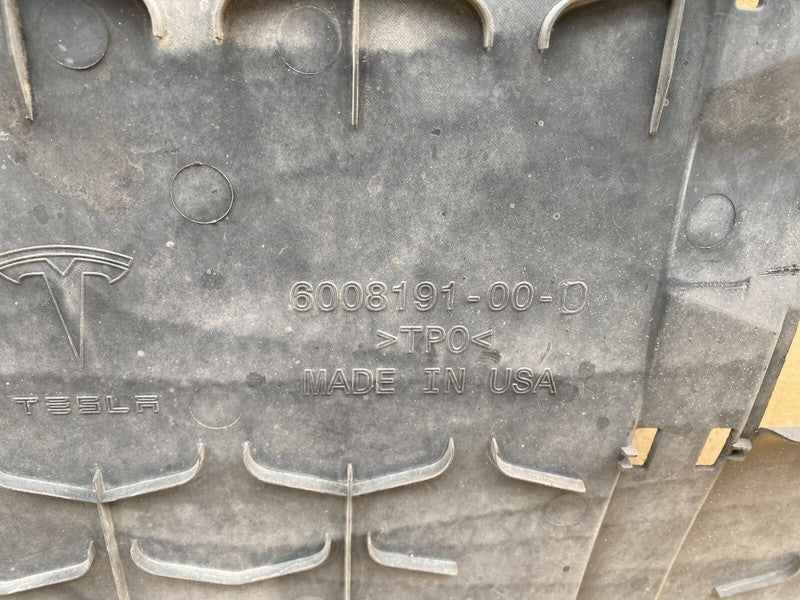 6008191-00-D
>TPO<
MADE IN USA
TESLA